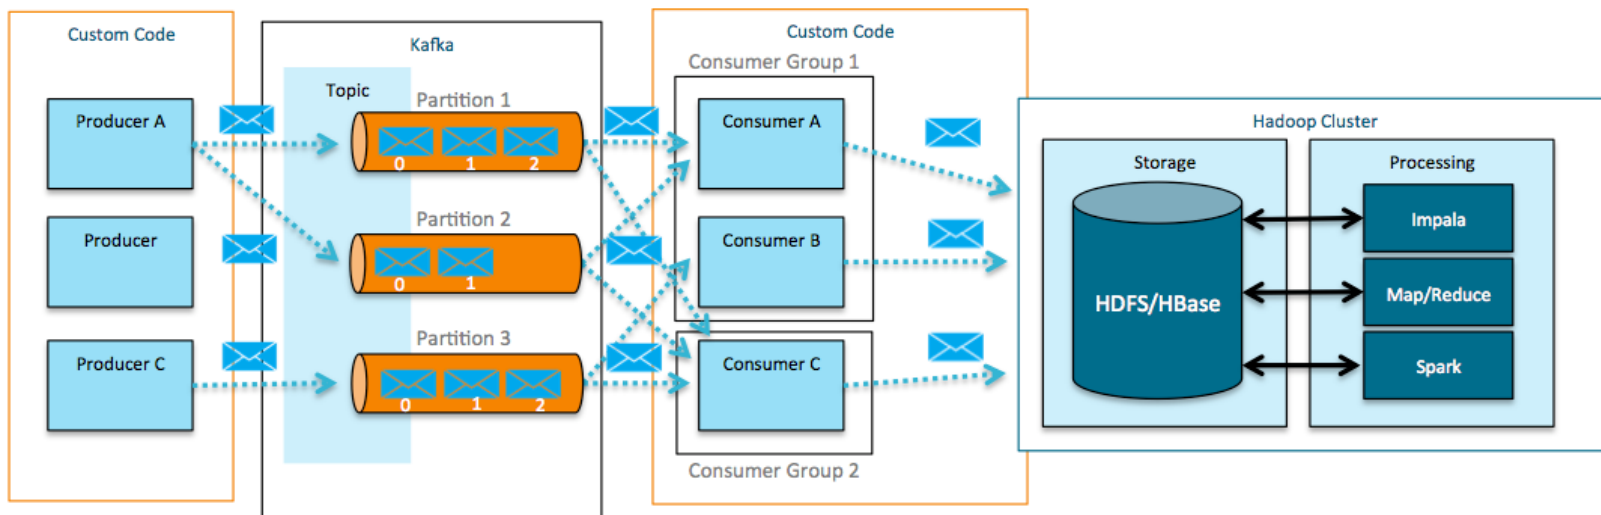 Custom Code
Producer A
Producer
Producer C
Kafka
Topic
Partition 1
0 1 2
Partition 2
0 1
Partition 3
0 1 2
Custom Code
Consumer Group 1
Consumer A
Consumer B
Consumer C
Consumer Group 2
Hadoop Cluster
Storage
HDFS/HBase
Processing
Impala
Map/Reduce
Spark